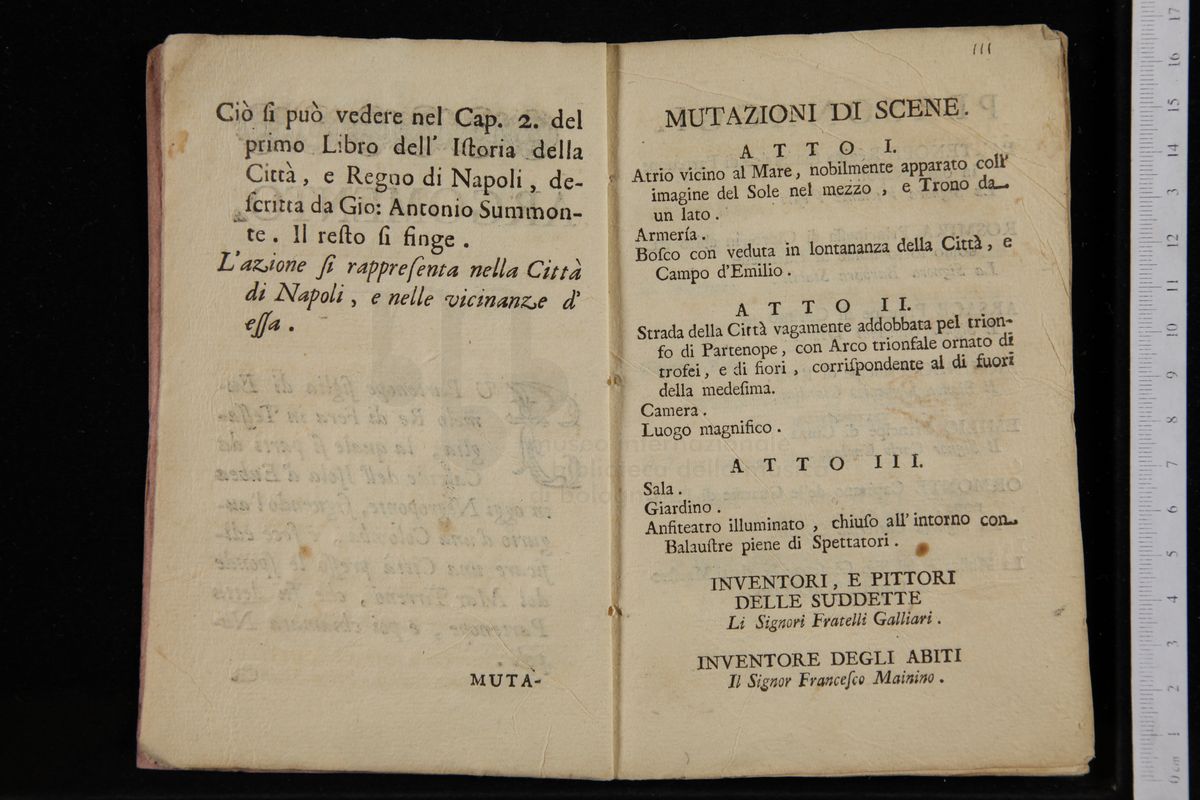 Ciò ſi può vedere nel Cap. 2. del
primo Libro dell' Iſtoria della
Città, e Regno di Napoli, de-
ſcritta da Gio: Antonio Summon-
te. Il reſto ſi finge.
L'azione ſi rappreſenta nella Città
di Napoli, e nelle vicinanze d'
eſſa.
MUTA-
III
MUTAZIONI DI SCENE.
ATTO I.
Atrio vicino al Mare, nobilmente apparato coll'
imagine del Sole nel mezzo, e Trono da
un lato.
Armería.
Boſco con veduta in lontananza della Città, e
Campo d'Emilio.
ATTO II.
Strada della Città vagamente addobbata pel trion-
fo di Partenope, con Arco trionfale ornato di
trofei, e di fiori, corriſpondente al di fuori
della medeſima.
Camera.
Luogo magnifico.
ATTO III.
Sala.
Giardino.
Anfiteatro illuminato, chiuſo all'intorno con
Balauſtre piene di Spettatori.
INVENTORI, E PITTORI
DELLE SUDDETTE
Li Signori Fratelli Galliari.
INVENTORE DEGLI ABITI
Il Signor Franceſco Mainino.